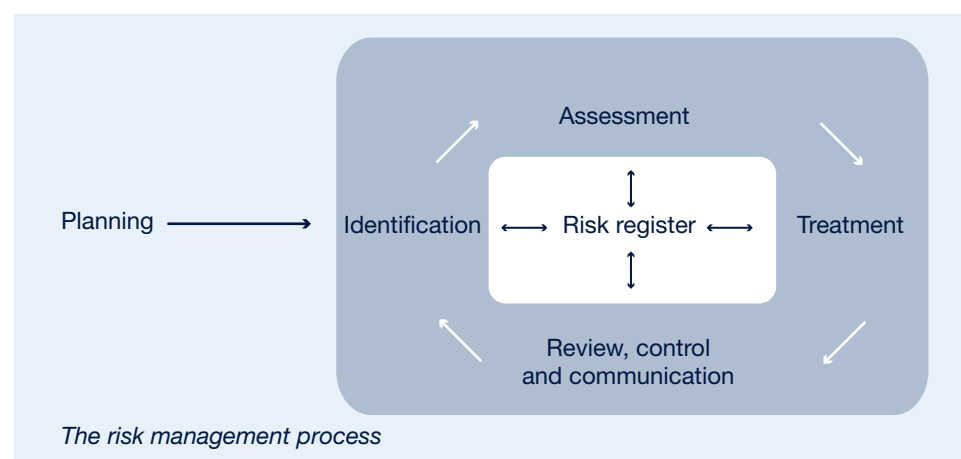 Assessment
Planning
Identification
Risk register
Treatment
Review, control
and communication
The risk management process